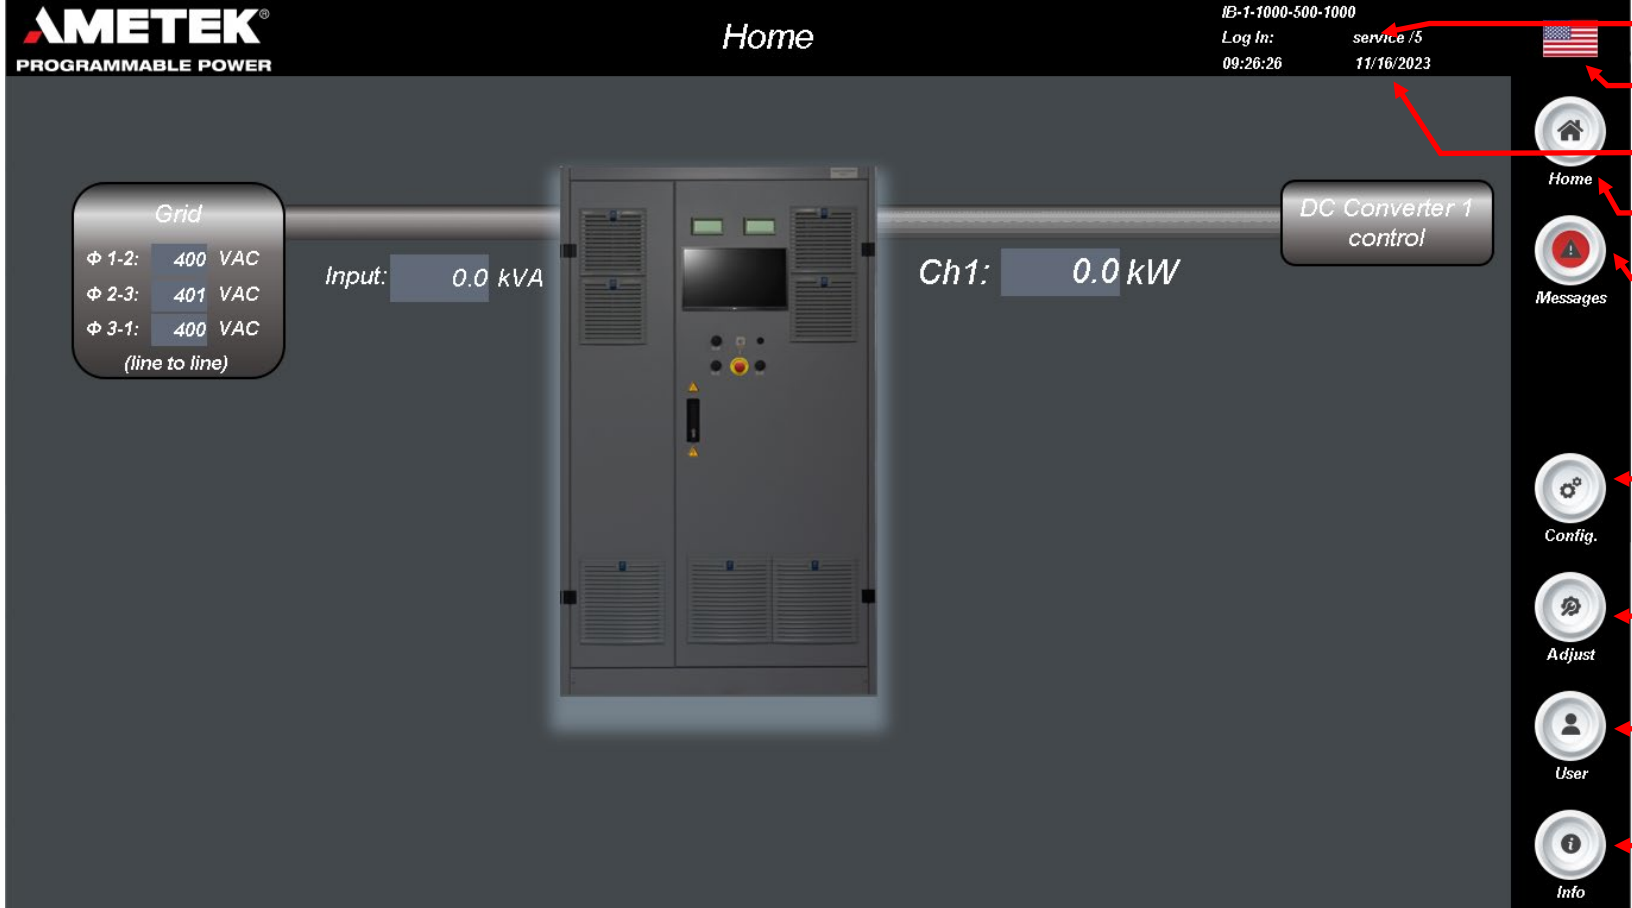 AMETEK®
PROGRAMMABLE POWER
Home
IB-1-1000-500-1000
Log In: service /5
09:26:26 11/16/2023
Home
Messages
Grid
Φ 1-2: 400 VAC
Φ 2-3: 401 VAC
Φ 3-1: 400 VAC
(line to line)
Input: 0.0 kVA
Ch1: 0.0 kW
DC Converter 1
control
Config.
Adjust
User
Info